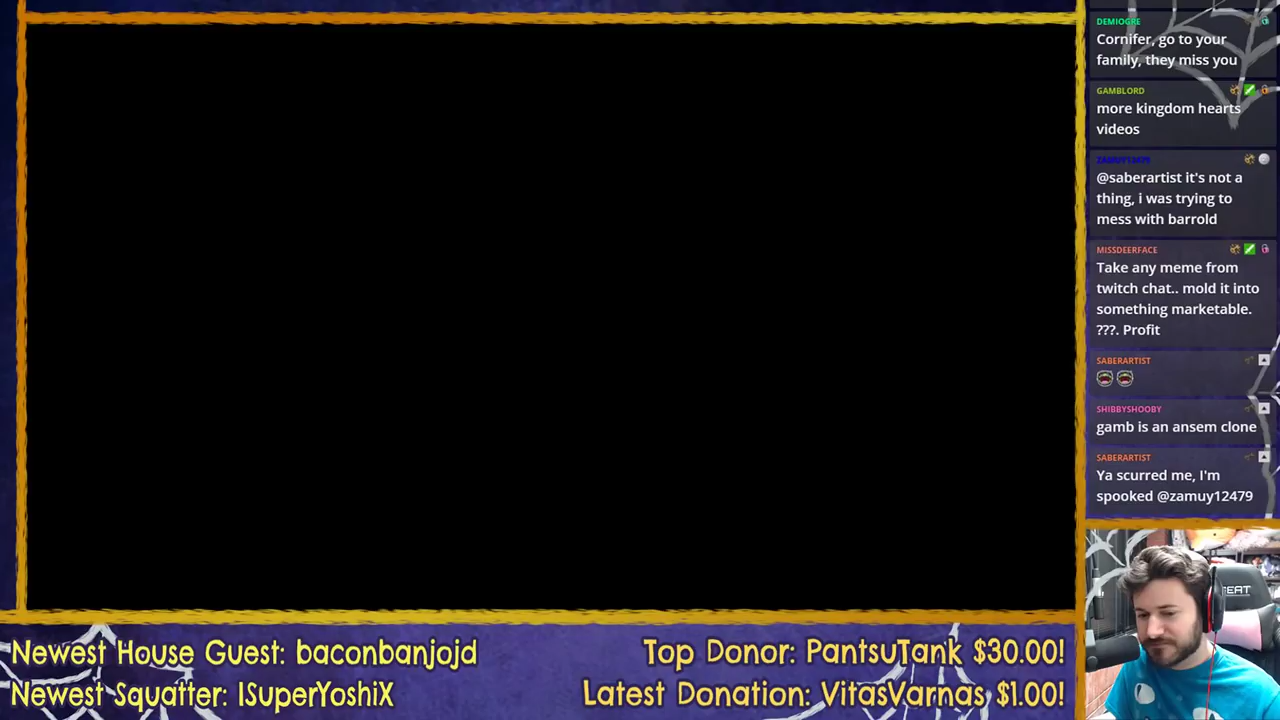 DEMIOGRE
Cornifer, go to your
family, they miss you
GAMBLORD
more kingdom hearts
videos
@saberartist it's not a
thing, i was trying to
mess with barrold
MISSDEERFACE
Take any meme from
twitch chat.. mold it into
something marketable.
???. Profit
SABERARTIST
SHIBBYSHOOBY
gamb is an ansem clone
SABERARTIST
Ya scurred me, I'm
spooked @zamuy12479
EAT
Newest House Guest: baconbanjojd
Newest Squatter: ISuperYoshiX
Top Donor: PantsuTank $30.00!
Latest Donation: VitasVarnas $1.00!